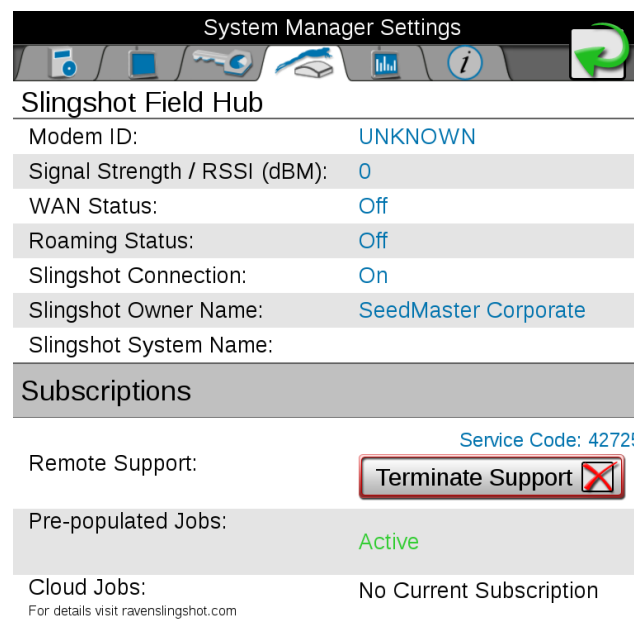 System Manager Settings
i
Slingshot Field Hub
Modem ID: UNKNOWN
Signal Strength / RSSI (dBM): 0
WAN Status: Off
Roaming Status: Off
Slingshot Connection: On
Slingshot Owner Name: SeedMaster Corporate
Slingshot System Name:
Subscriptions
Service Code: 42725
Remote Support: Terminate Support
Pre-populated Jobs: Active
Cloud Jobs: No Current Subscription
For details visit ravenslingshot.com